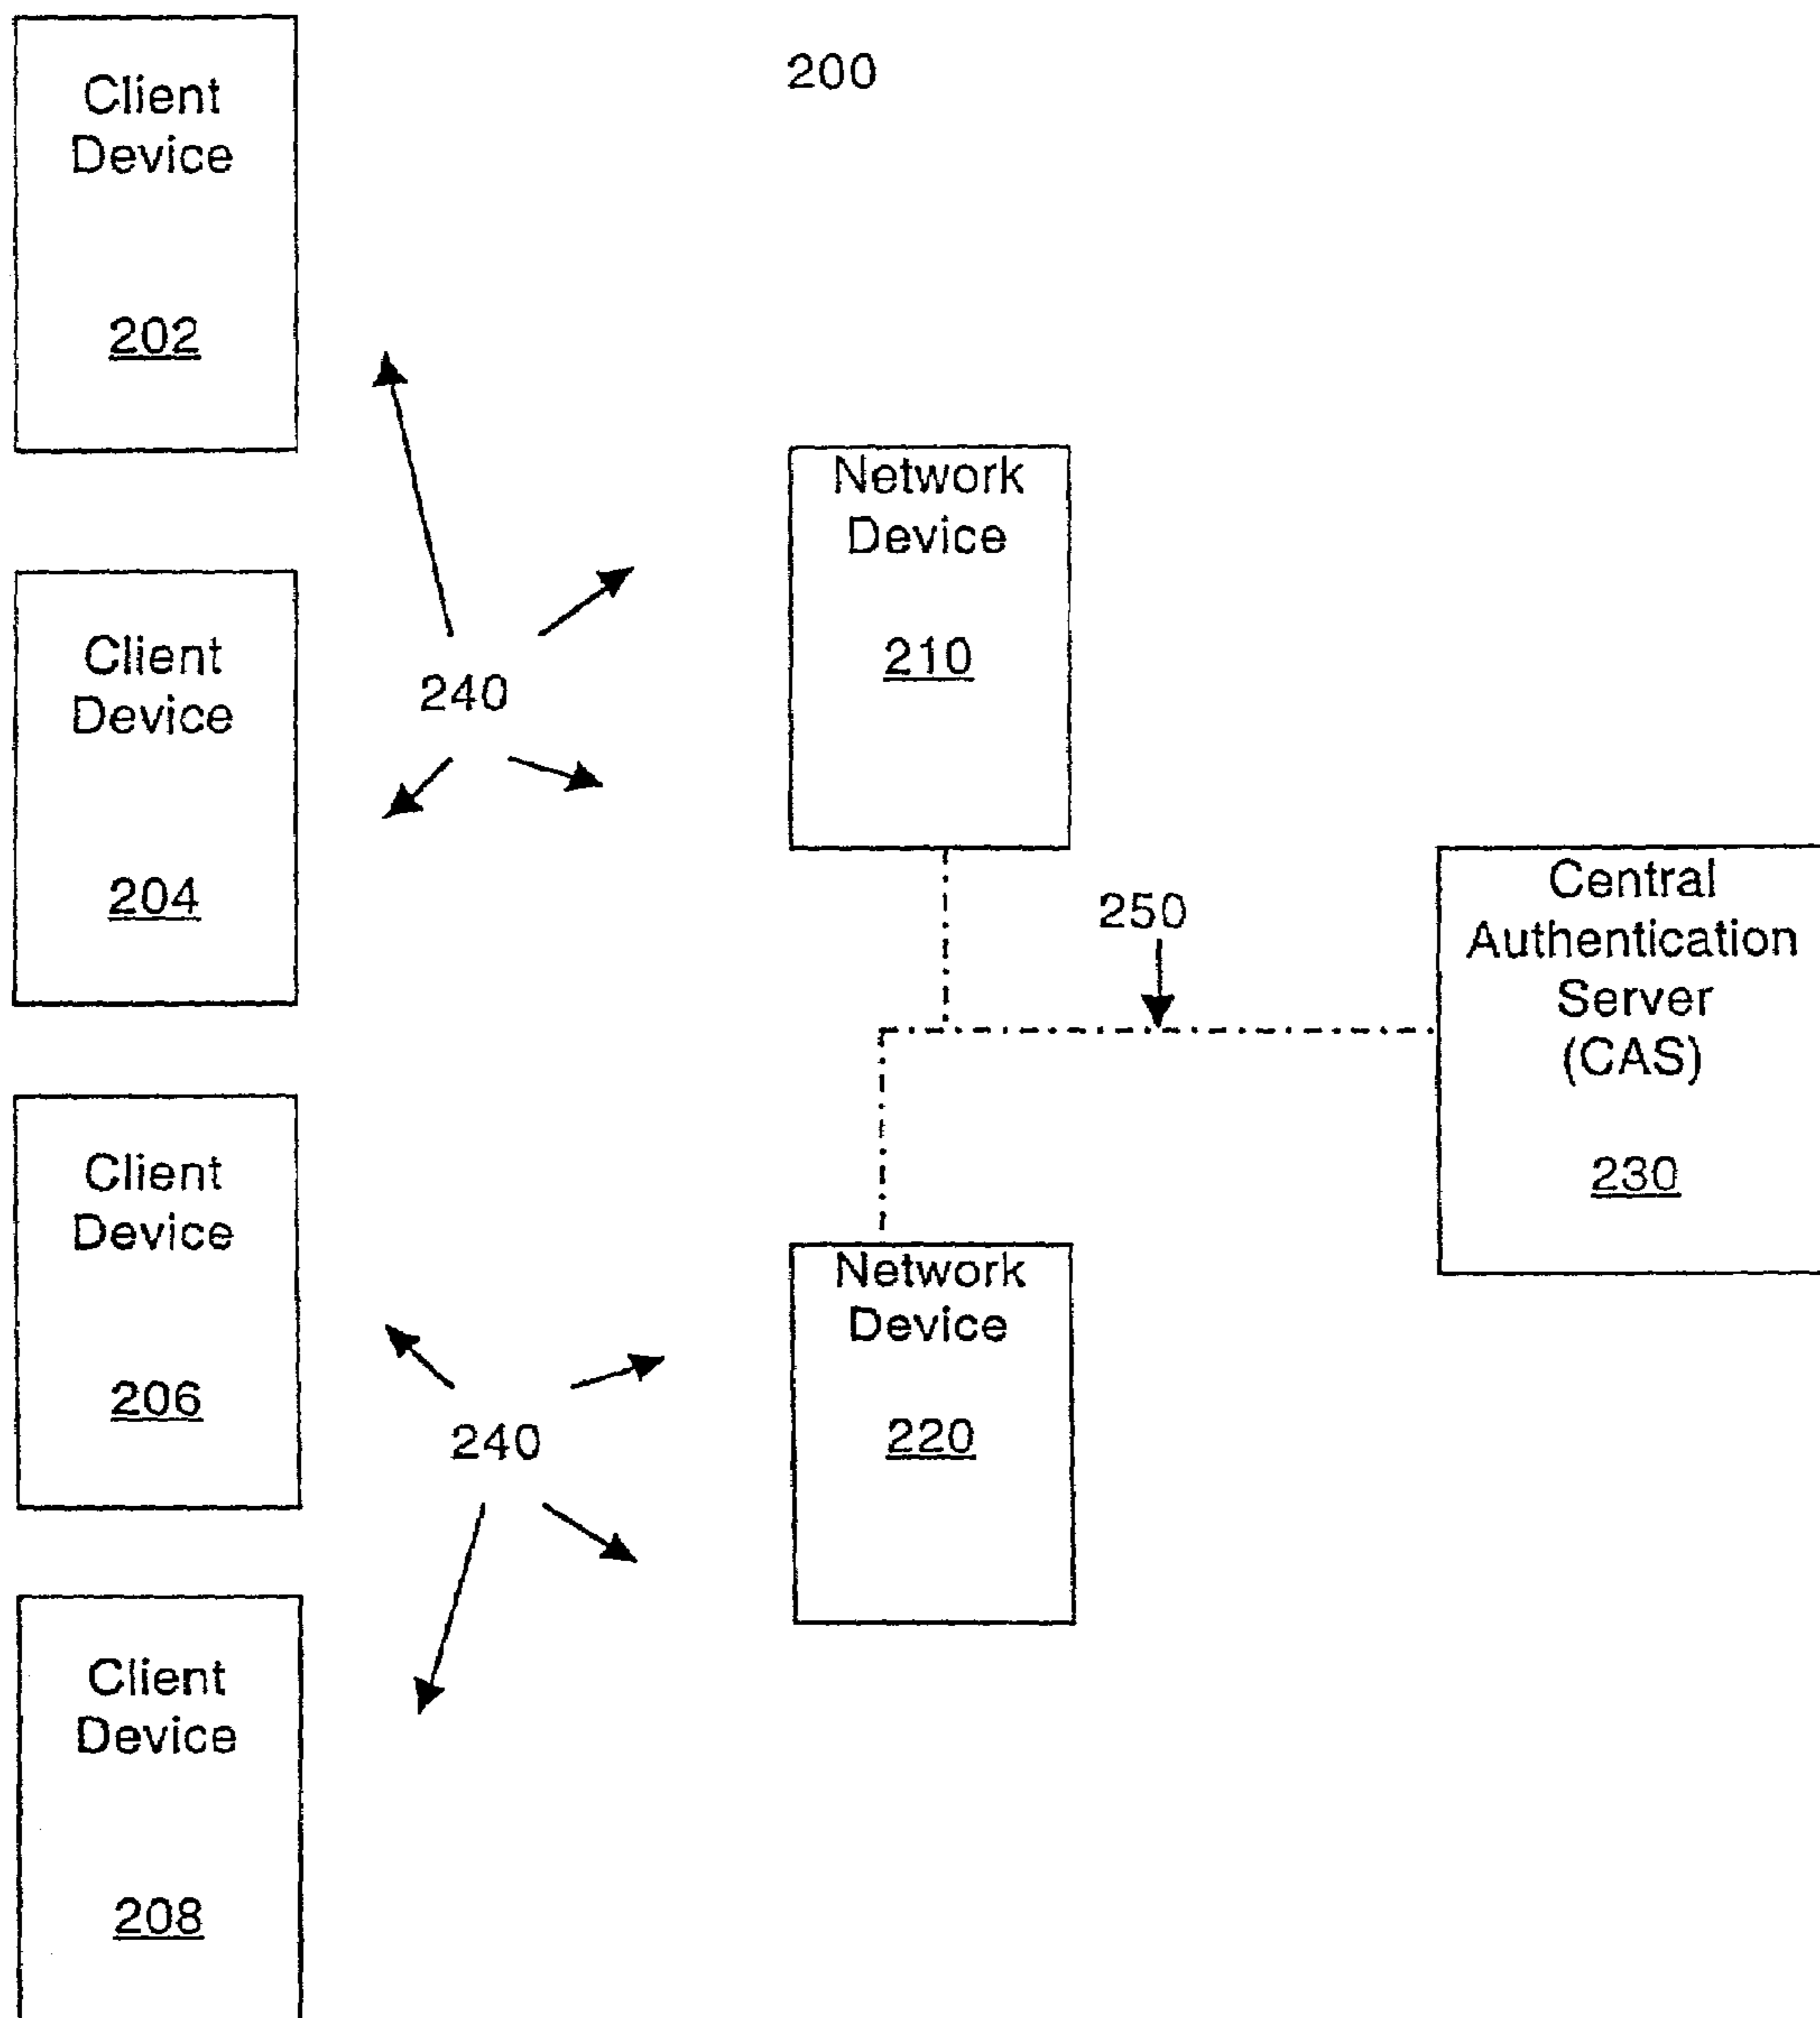 200
Client
Device
202
Client
Device
204
Client
Device
206
Client
Device
208
240
240
Network
Device
210
250
Network
Device
220
Central
Authentication
Server
(CAS)
230